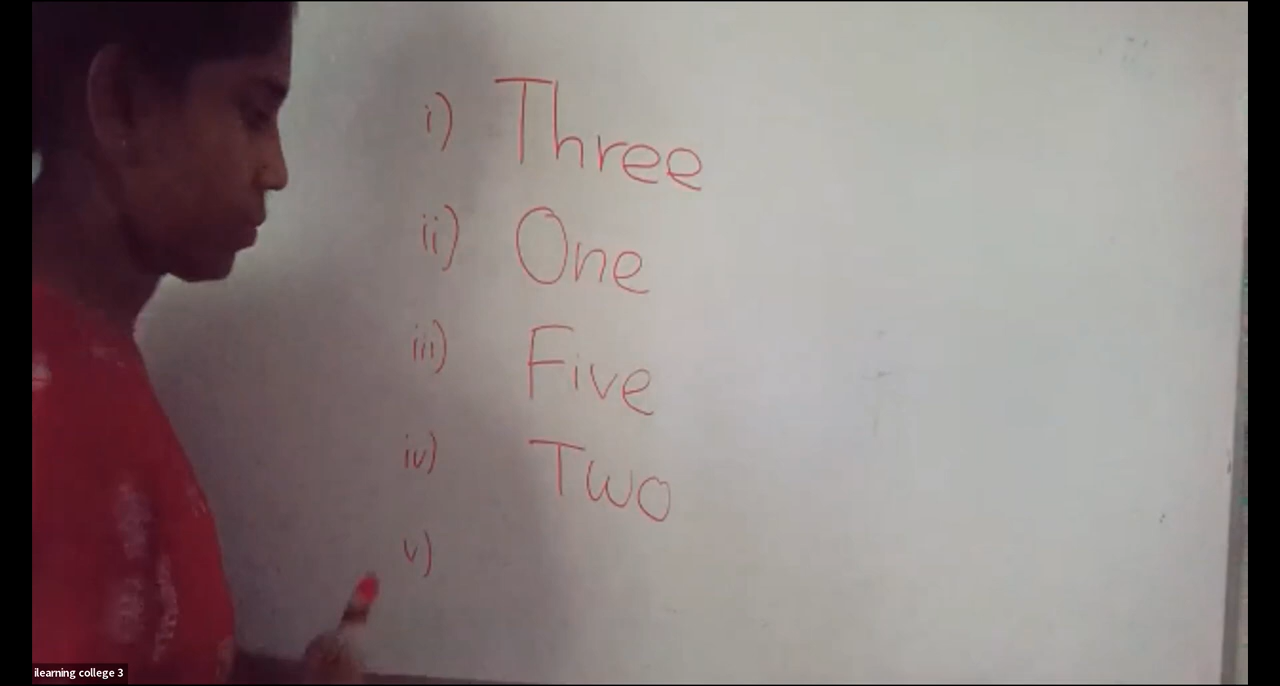 i) Three
ii) One
iii) Five
iv) Two
v)
ilearning college 3